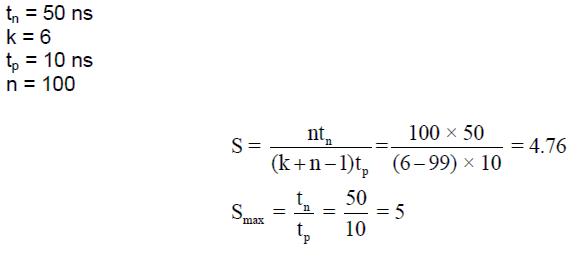 tₙ = 50 ns
k = 6
tₚ = 10 ns
n = 100
S = ntₙ / (k + n − 1)tₚ = 100 × 50 / (6 − 99) × 10 = 4.76
Sₘₐₓ = tₙ / tₚ = 50 / 10 = 5